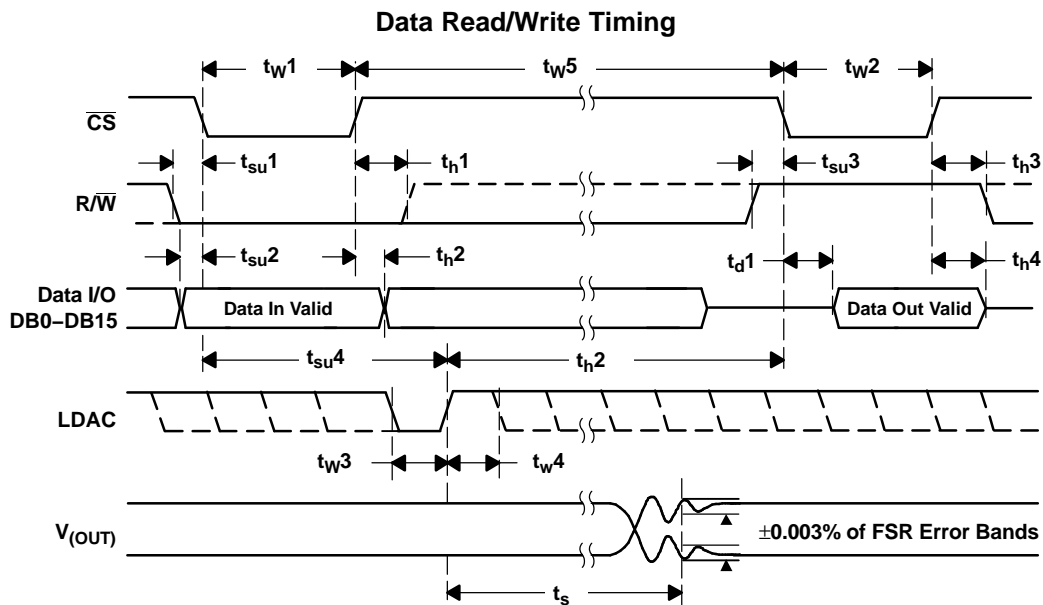 Data Read/Write Timing
tW1 tW5 tW2
CS
tsu1 th1 tsu3 th3
R/W
tsu2 th2 td1 th4
Data I/O
DB0–DB15
Data In Valid Data Out Valid
tsu4 th2
LDAC
tW3 tw4
V(OUT)
±0.003% of FSR Error Bands
ts